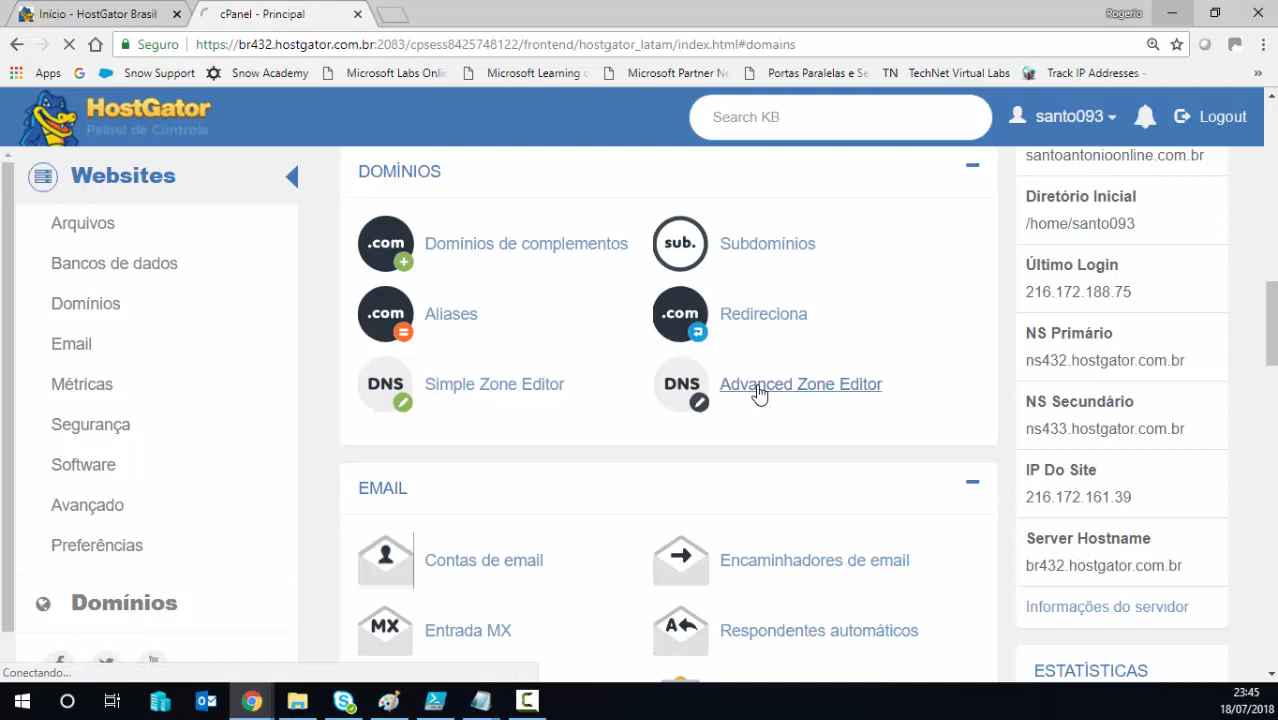 Início - HostGator Brasil
cPanel - Principal
Rogerio
Seguro
https://br432.hostgator.com.br:2083/cpsess8425748122/frontend/hostgator_latam/index.html#domains
Apps
Snow Support
Snow Academy
Microsoft Labs Onli
Microsoft Learning
Microsoft Partner Ne
Portas Paralelas e Se
TN TechNet Virtual Labs
Track IP Addresses -
»
HostGator
Painel de Controle
Search KB
santo093
Logout
Websites
Arquivos
Bancos de dados
Domínios
Email
Métricas
Segurança
Software
Avançado
Preferências
Domínios
Conectando...
DOMÍNIOS
.com Domínios de complementos
sub. Subdomínios
.com Aliases
.com Redireciona
DNS Simple Zone Editor
DNS Advanced Zone Editor
EMAIL
Contas de email
Encaminhadores de email
MX Entrada MX
A Respondentes automáticos
santoantonioonline.com.br
Diretório Inicial
/home/santo093
Último Login
216.172.188.75
NS Primário
ns432.hostgator.com.br
NS Secundário
ns433.hostgator.com.br
IP Do Site
216.172.161.39
Server Hostname
br432.hostgator.com.br
Informações do servidor
ESTATÍSTICAS
23:45
18/07/2018